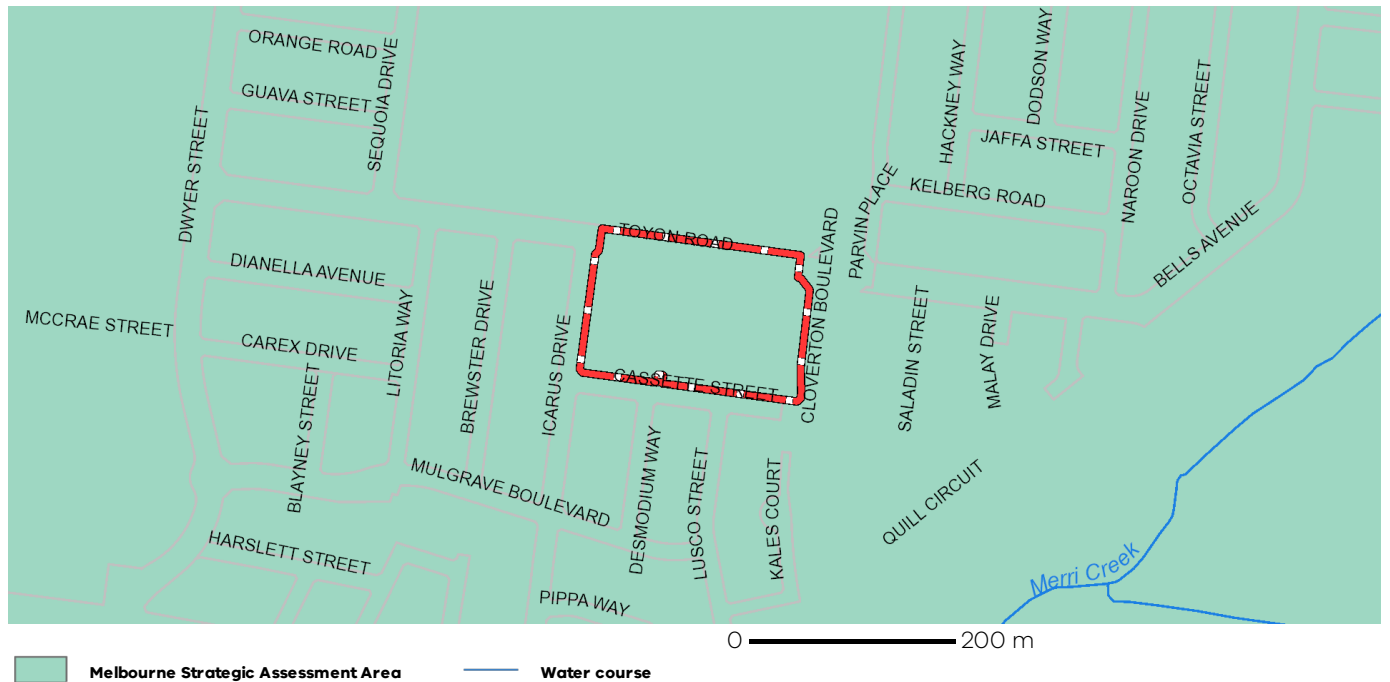 ORANGE ROAD
SEQUOIA DRIVE
GUAVA STREET
DWYER STREET
HACKNEY WAY
DODSON WAY
JAFFA STREET
NAROON DRIVE
OCTAVIA STREET
KELBERG ROAD
PARVIN PLACE
BELLS AVENUE
TOYON ROAD
CLOVERTON BOULEVARD
DIANELLA AVENUE
MCCRAE STREET
CAREX DRIVE
LITORIA WAY
BREWSTER DRIVE
ICARUS DRIVE
CASSETTE STREET
SALADIN STREET
MALAY DRIVE
BLAYNEY STREET
MULGRAVE BOULEVARD
DESMODIUM WAY
LUSCO STREET
KALES COURT
QUILL CIRCUIT
HARSLETT STREET
PIPPA WAY
Merri Creek
0 200 m
Melbourne Strategic Assessment Area Water course